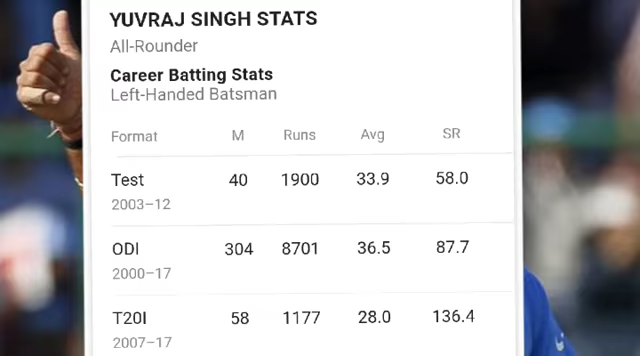 YUVRAJ SINGH STATS
All-Rounder
Career Batting Stats
Left-Handed Batsman
Format M Runs Avg SR
Test 40 1900 33.9 58.0
2003–12
ODI 304 8701 36.5 87.7
2000–17
T20I 58 1177 28.0 136.4
2007–17